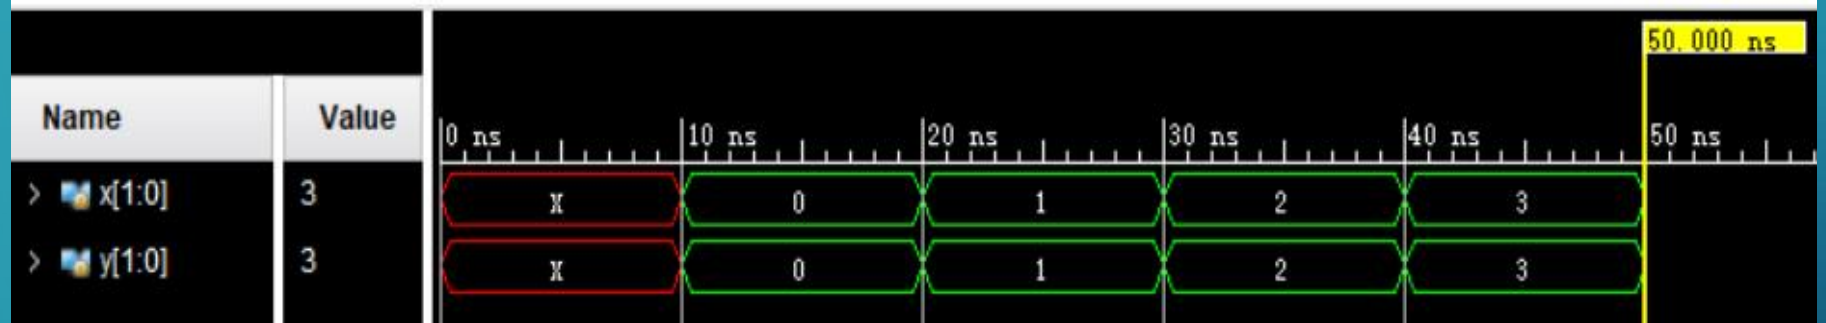 50.000 ns
Name Value
0 ns 10 ns 20 ns 30 ns 40 ns 50 ns
x[1:0] 3 X 0 1 2 3
y[1:0] 3 X 0 1 2 3